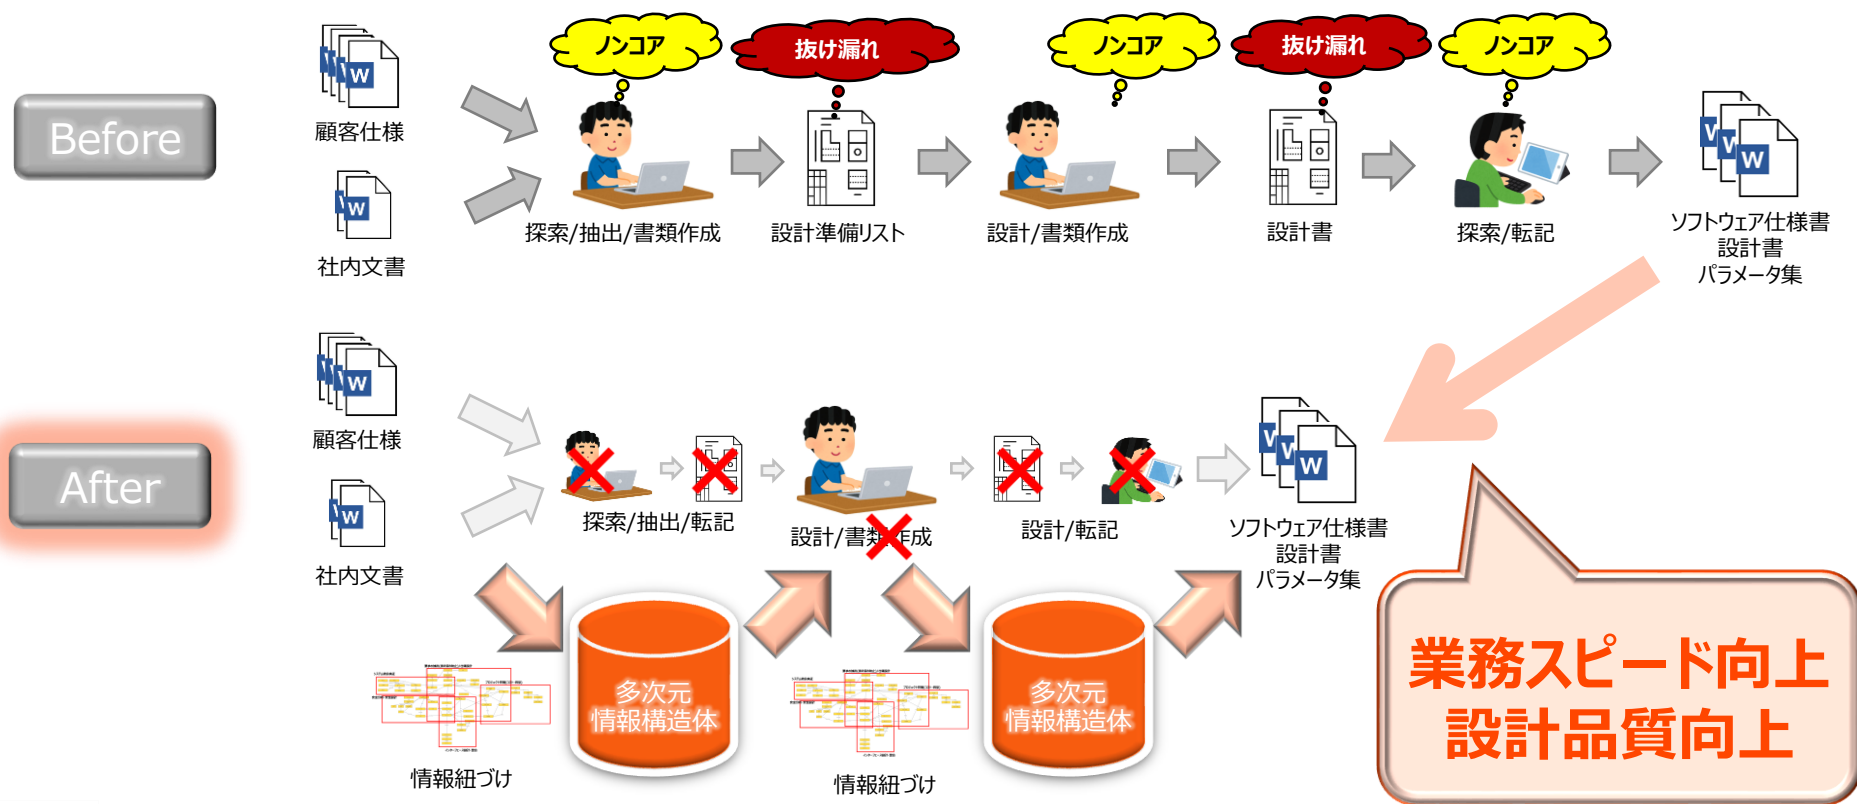 Before
顧客仕様
社内文書
ノンコア
抜け漏れ
ノンコア
抜け漏れ
ノンコア
W
W
探索/抽出/書類作成
設計準備リスト
設計/書類作成
設計書
探索/転記
W
ソフトウェア仕様書
設計書
パラメータ集
After
顧客仕様
社内文書
W
W
探索/抽出/転記
設計/書類作成
設計/転記
W
ソフトウェア仕様書
設計書
パラメータ集
多次元
情報構造体
多次元
情報構造体
情報紐づけ
情報紐づけ
業務スピード向上
設計品質向上